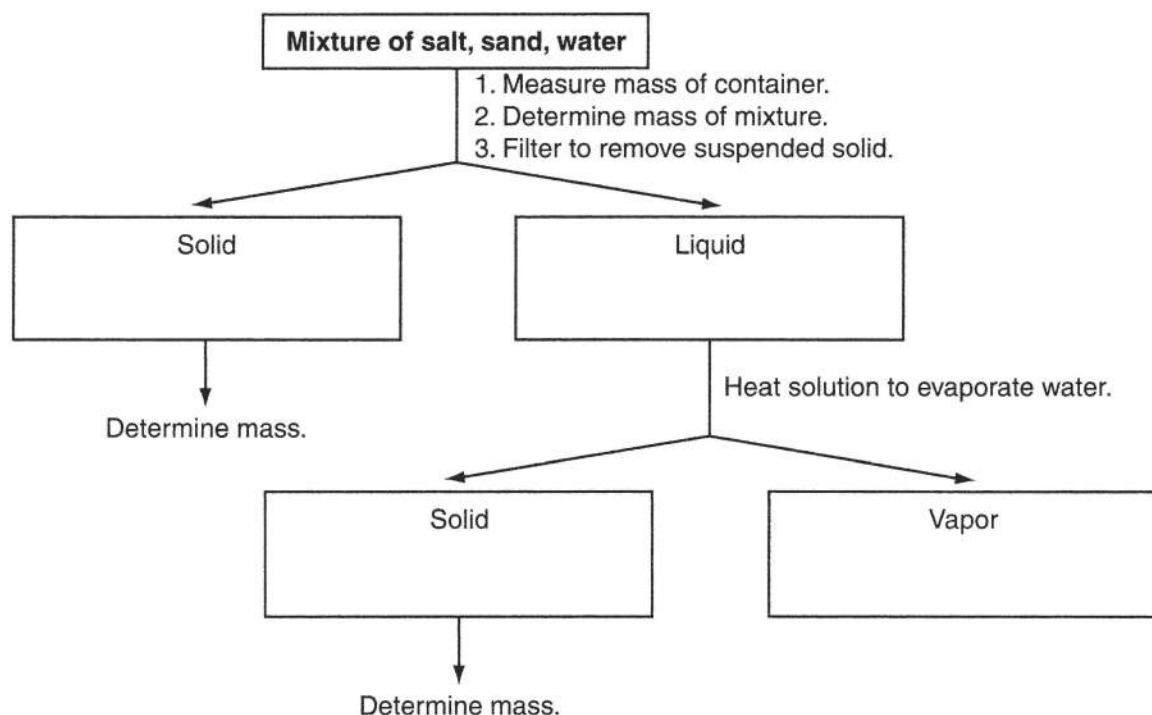 Mixture of salt, sand, water
1. Measure mass of container.
2. Determine mass of mixture.
3. Filter to remove suspended solid.
Solid
Liquid
Heat solution to evaporate water.
Determine mass.
Solid
Vapor
Determine mass.